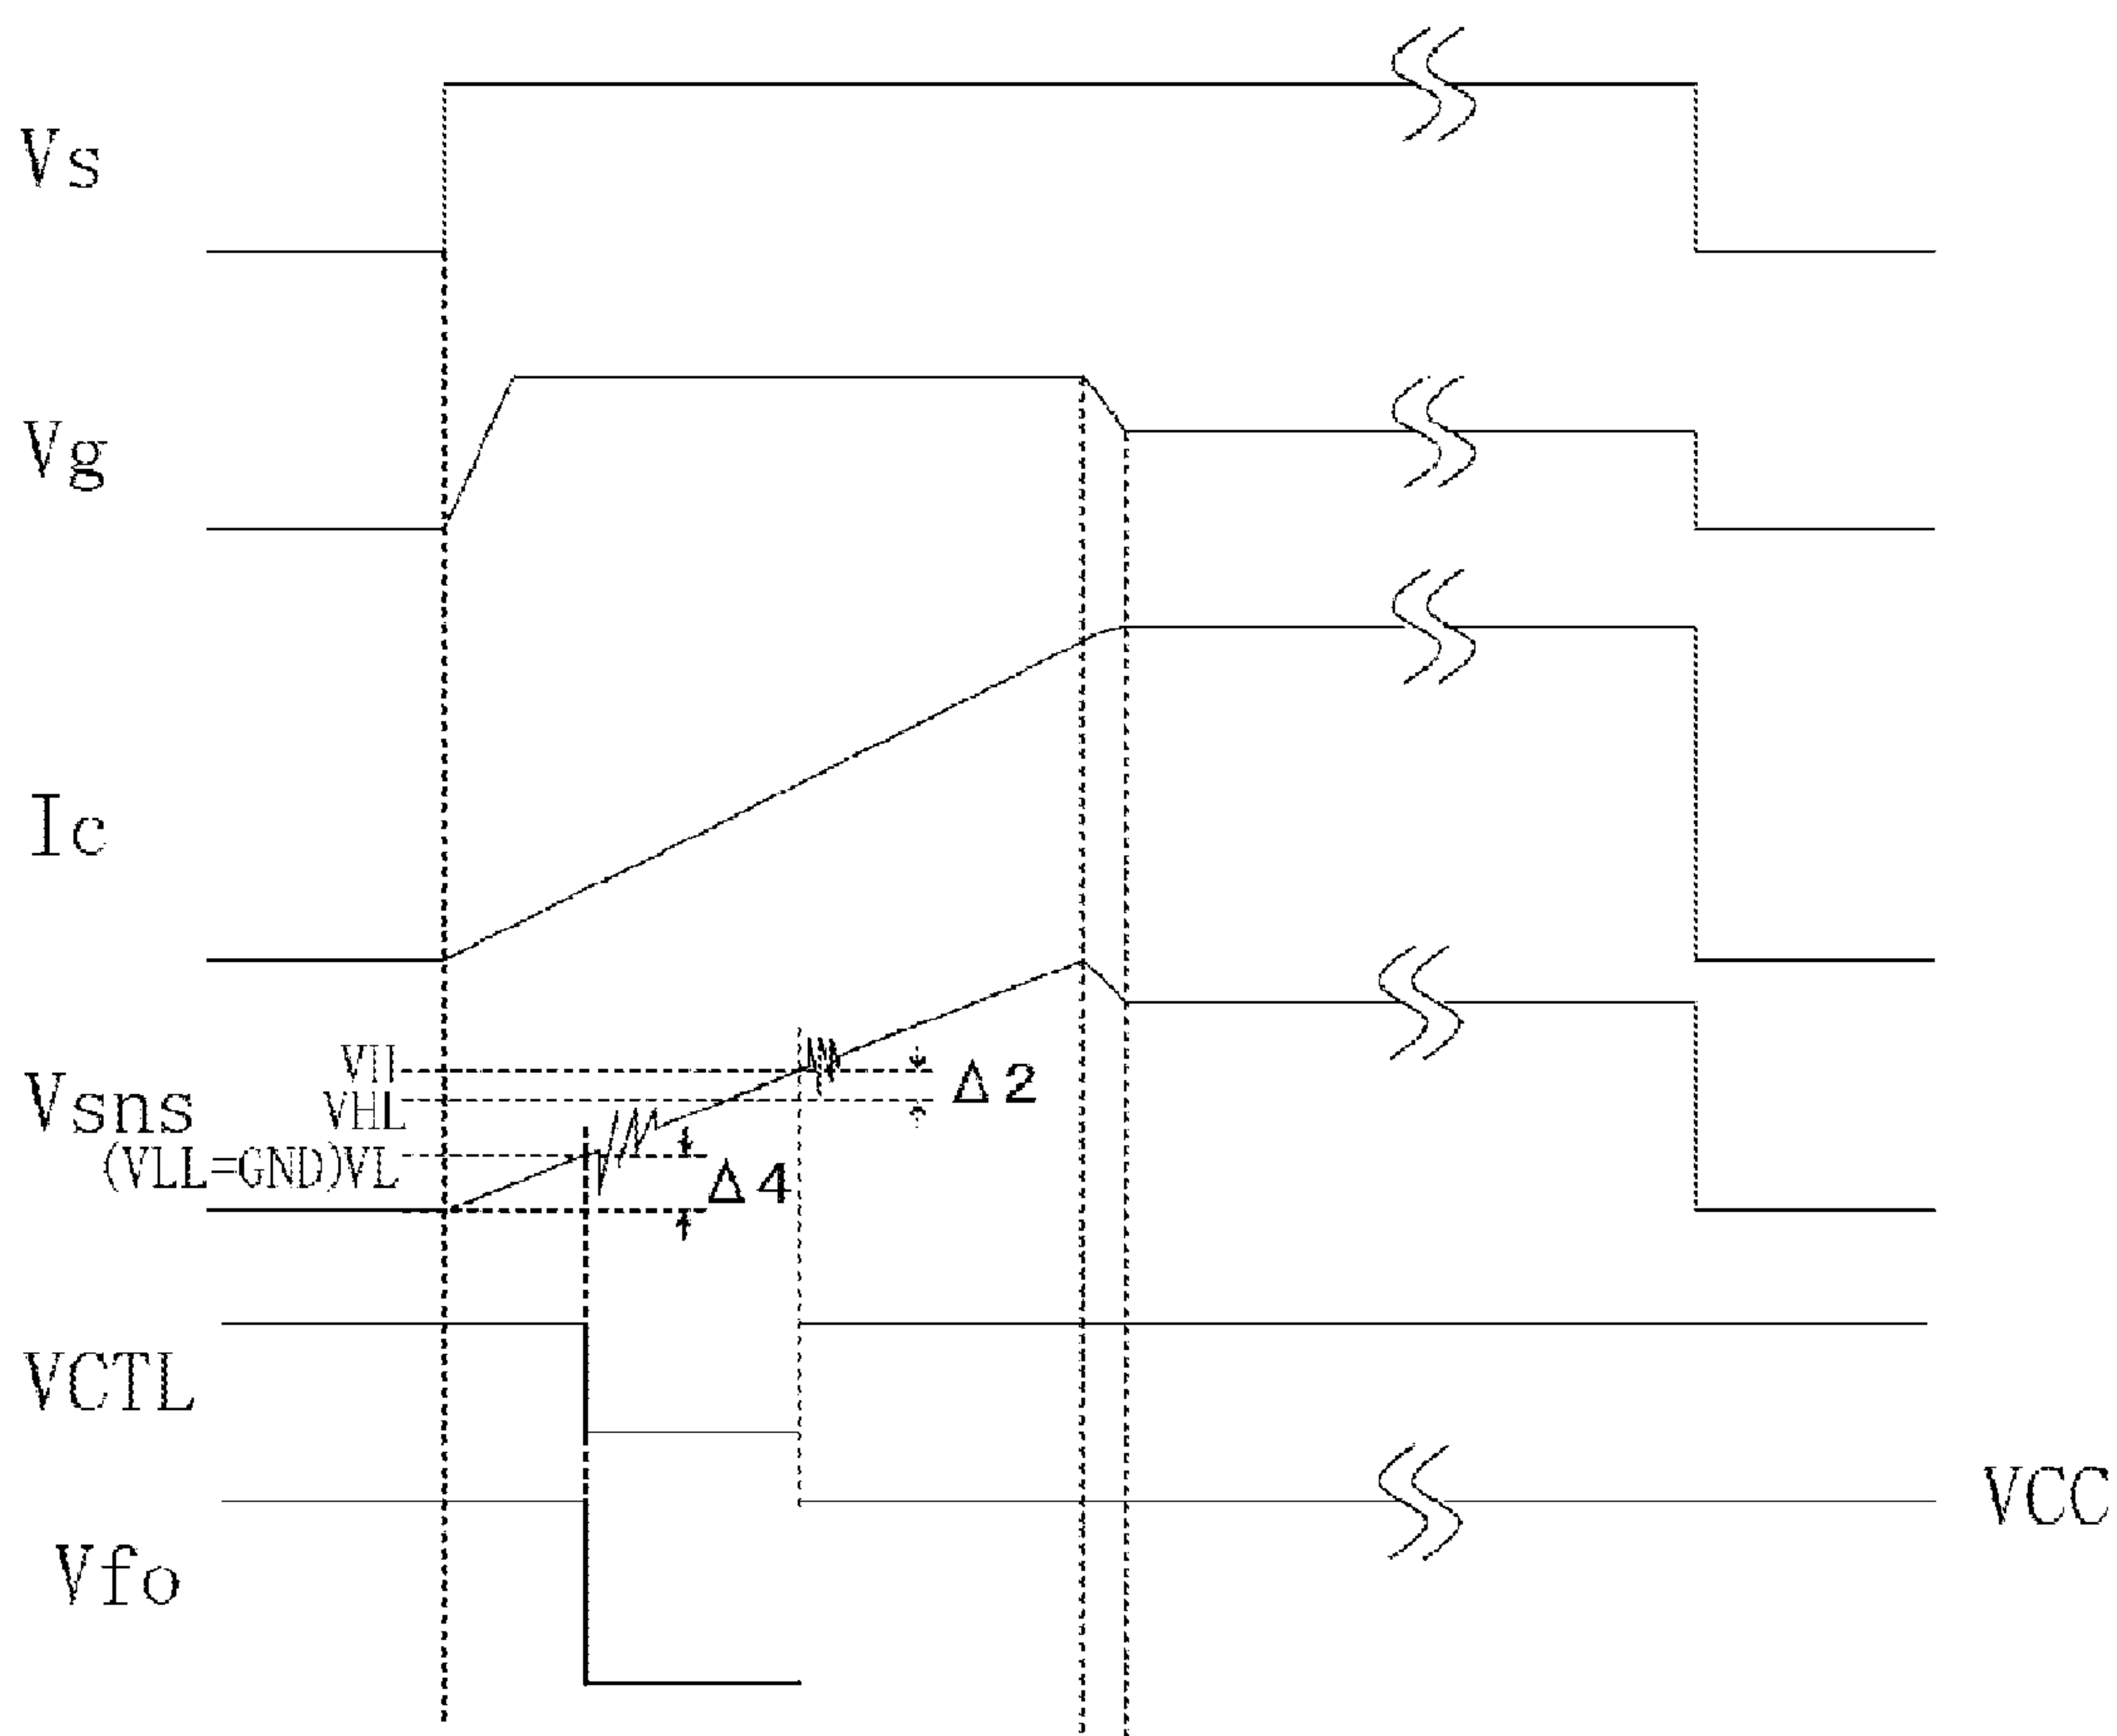 Vs
Vg
Ic
VH
Δ2
Vsns
VHL
(VLL=GND)VL
Δ4
VCTL
VCC
Vfo